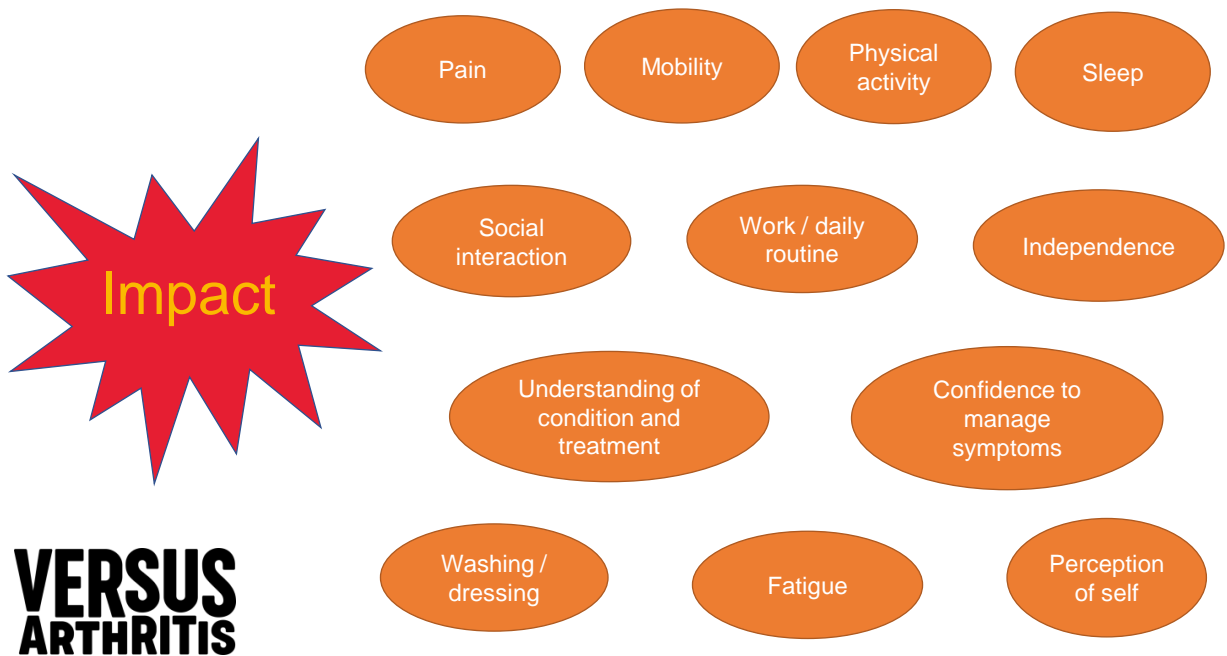 Pain
Mobility
Physical
activity
Sleep
Social
interaction
Work / daily
routine
Independence
Impact
Understanding of
condition and
treatment
Confidence to
manage
symptoms
Washing /
dressing
Fatigue
Perception
of self
VERSUS
ARTHRITIS